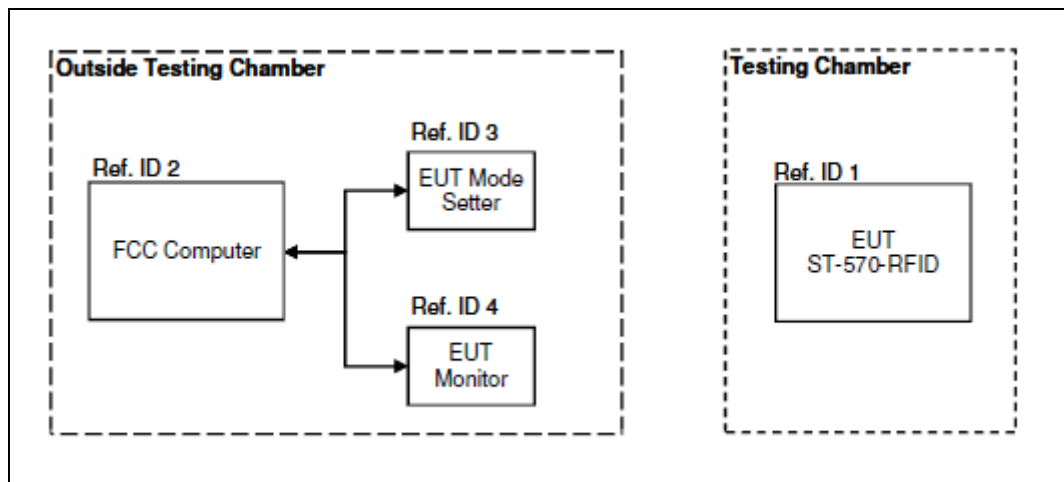 Outside Testing Chamber
Ref. ID 2
FCC Computer
Ref. ID 3
EUT Mode
Setter
Ref. ID 4
EUT
Monitor
Testing Chamber
Ref. ID 1
EUT
ST-570-RFID